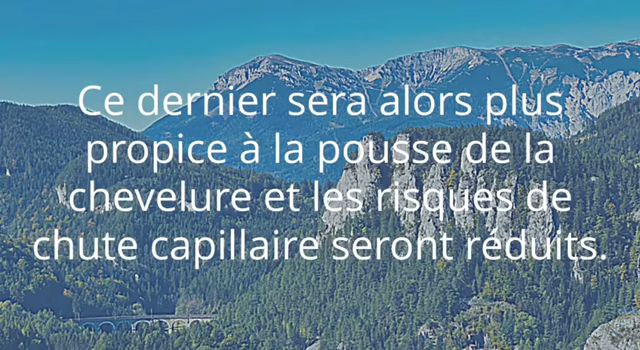 Ce dernier sera alors plus
propice à la pousse de la
chevelure et les risques de
chute capillaire seront réduits.